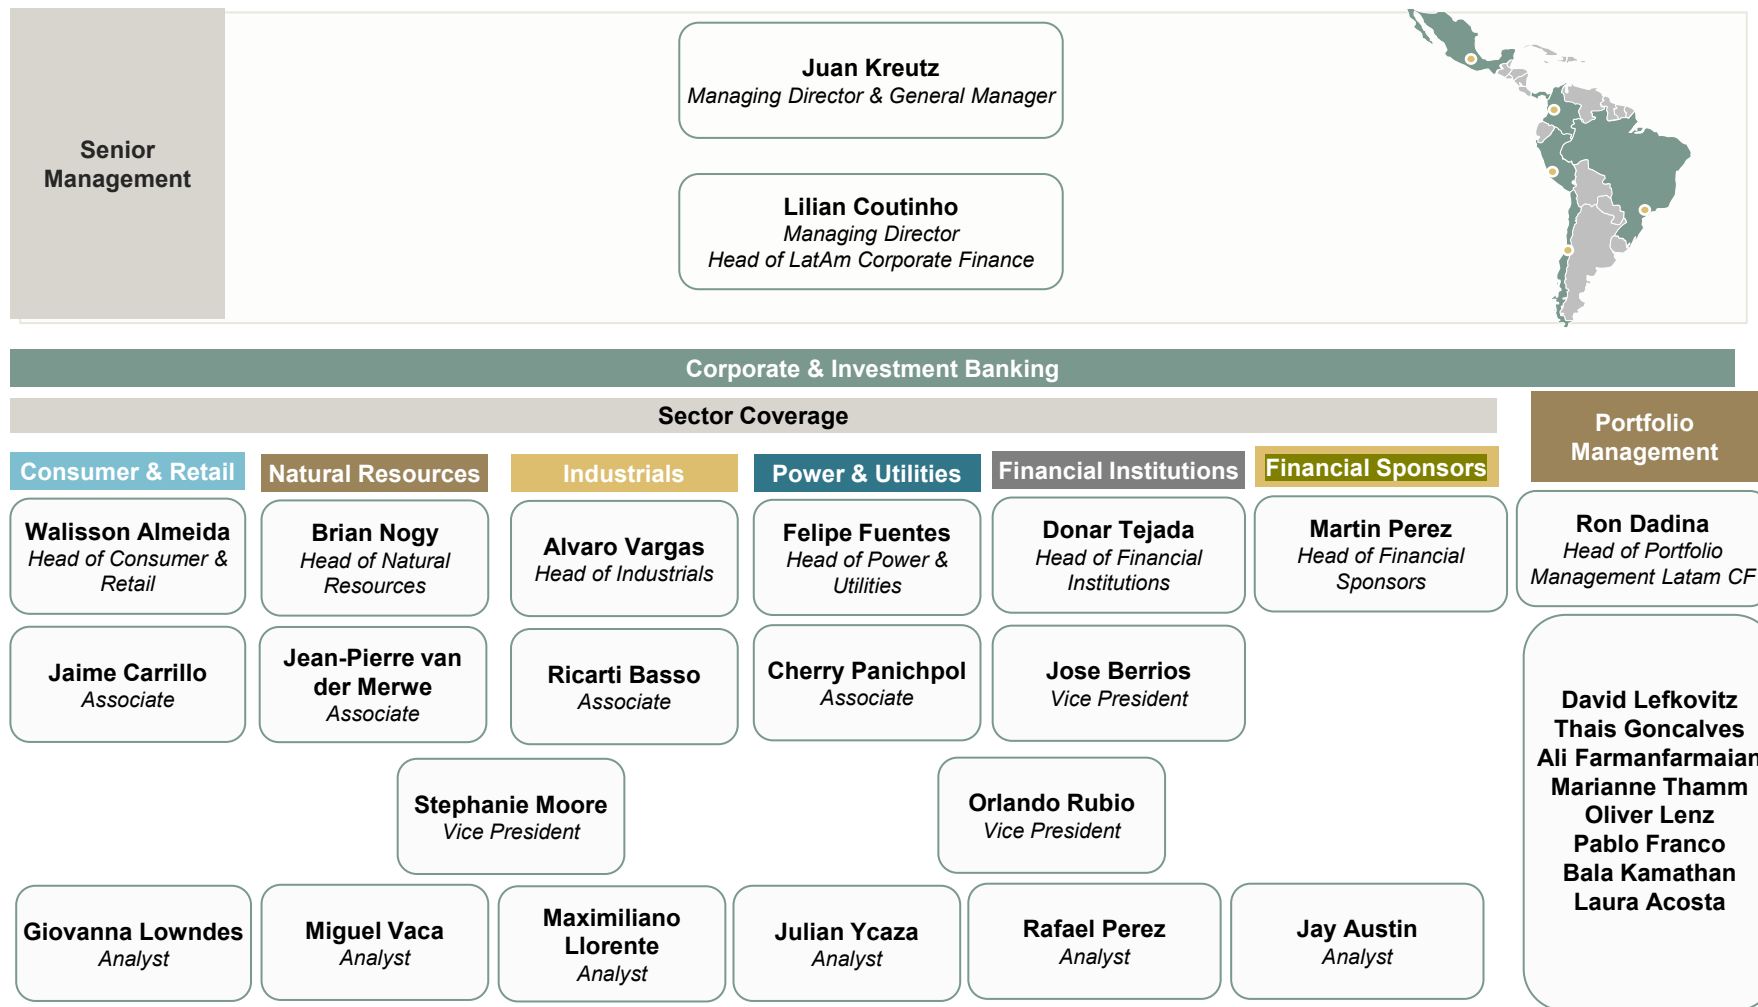 Senior
Management
Juan Kreutz
Managing Director & General Manager
Lilian Coutinho
Managing Director
Head of LatAm Corporate Finance
Corporate & Investment Banking
Sector Coverage
Portfolio
Management
Consumer & Retail
Natural Resources
Industrials
Power & Utilities
Financial Institutions
Financial Sponsors
Walisson Almeida
Head of Consumer &
Retail
Brian Nogy
Head of Natural
Resources
Alvaro Vargas
Head of Industrials
Felipe Fuentes
Head of Power &
Utilities
Donar Tejada
Head of Financial
Institutions
Martin Perez
Head of Financial
Sponsors
Ron Dadina
Head of Portfolio
Management Latam CF
Jaime Carrillo
Associate
Jean-Pierre van
der Merwe
Associate
Ricarti Basso
Associate
Cherry Panichpol
Associate
Jose Berrios
Vice President
David Lefkovitz
Thais Goncalves
Ali Farmanfarmaian
Marianne Thamm
Oliver Lenz
Pablo Franco
Bala Kamathan
Laura Acosta
Stephanie Moore
Vice President
Orlando Rubio
Vice President
Giovanna Lowndes
Analyst
Miguel Vaca
Analyst
Maximiliano
Llorente
Analyst
Julian Ycaza
Analyst
Rafael Perez
Analyst
Jay Austin
Analyst